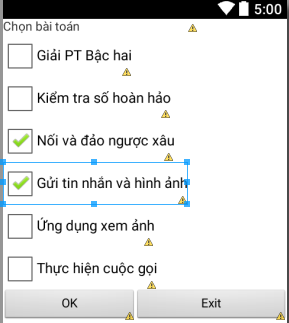 5:00
Chọn bài toán
Giải PT Bậc hai
Kiểm tra số hoàn hảo
Nối và đảo ngược xâu
Gửi tin nhắn và hình ảnh
Ứng dụng xem ảnh
Thực hiện cuộc gọi
OK Exit